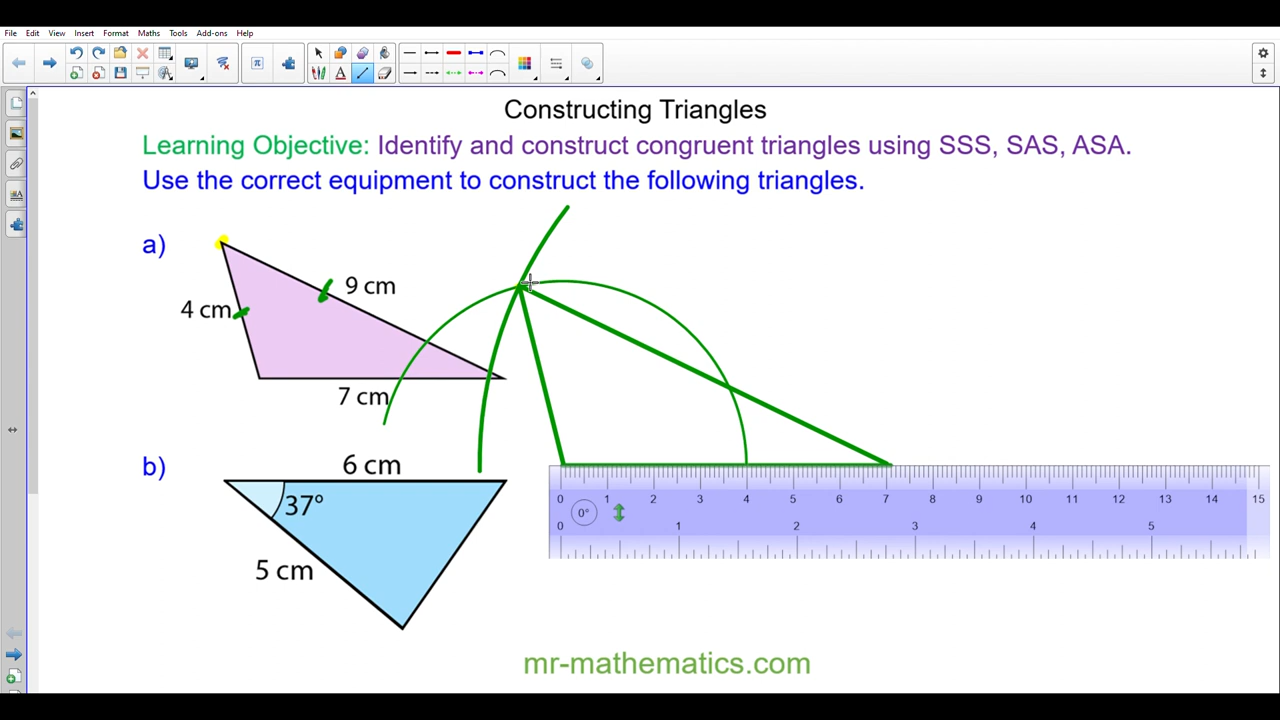 File Edit View Insert Format Maths Tools Add-ons Help
π
A
Constructing Triangles
Learning Objective: Identify and construct congruent triangles using SSS, SAS, ASA.
Use the correct equipment to construct the following triangles.
a)
9 cm
4 cm
7 cm
b)
6 cm
37°
5 cm
0 1 2 3 4 5 6 7 8 9 10 11 12 13 14 15
0°
0 1 2 3 4 5
mr-mathematics.com